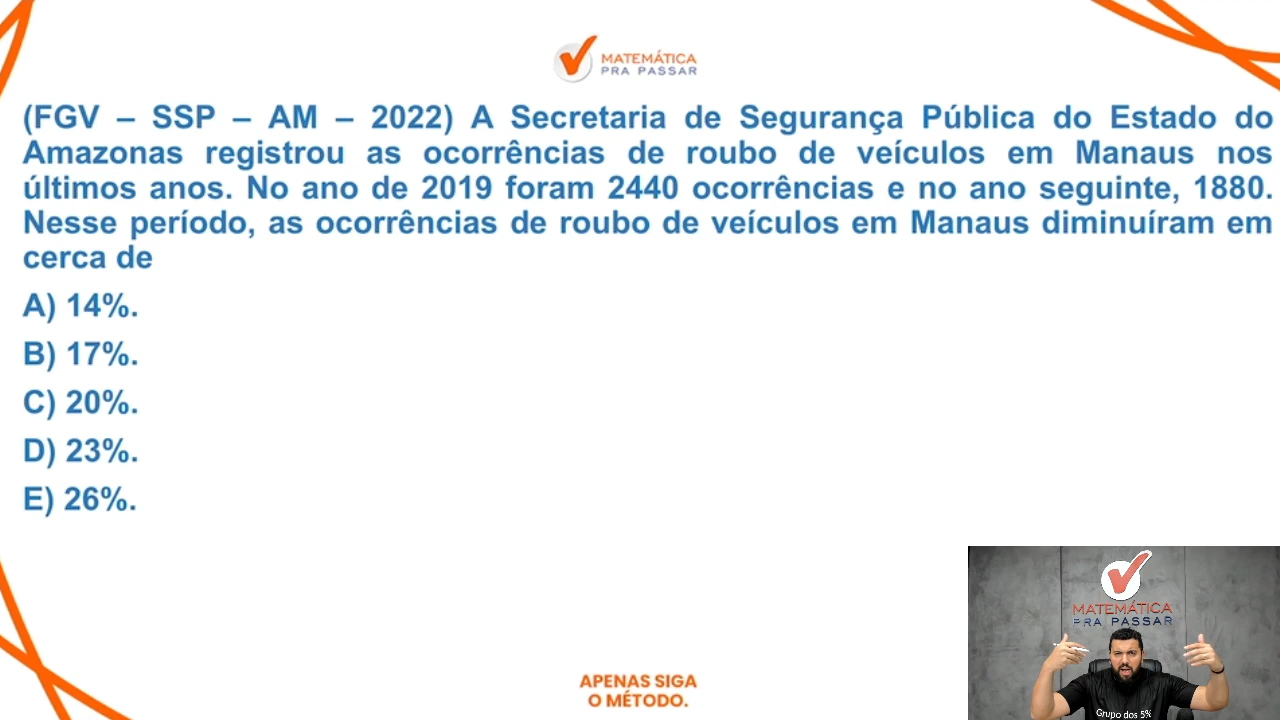 MATEMÁTICA
PRA PASSAR
(FGV – SSP – AM – 2022) A Secretaria de Segurança Pública do Estado do
Amazonas registrou as ocorrências de roubo de veículos em Manaus nos
últimos anos. No ano de 2019 foram 2440 ocorrências e no ano seguinte, 1880.
Nesse período, as ocorrências de roubo de veículos em Manaus diminuíram em
cerca de
A) 14%.
B) 17%.
C) 20%.
D) 23%.
E) 26%.
MATEMÁTICA
PRA PASSAR
Grupo dos 5%
APENAS SIGA
O MÉTODO.